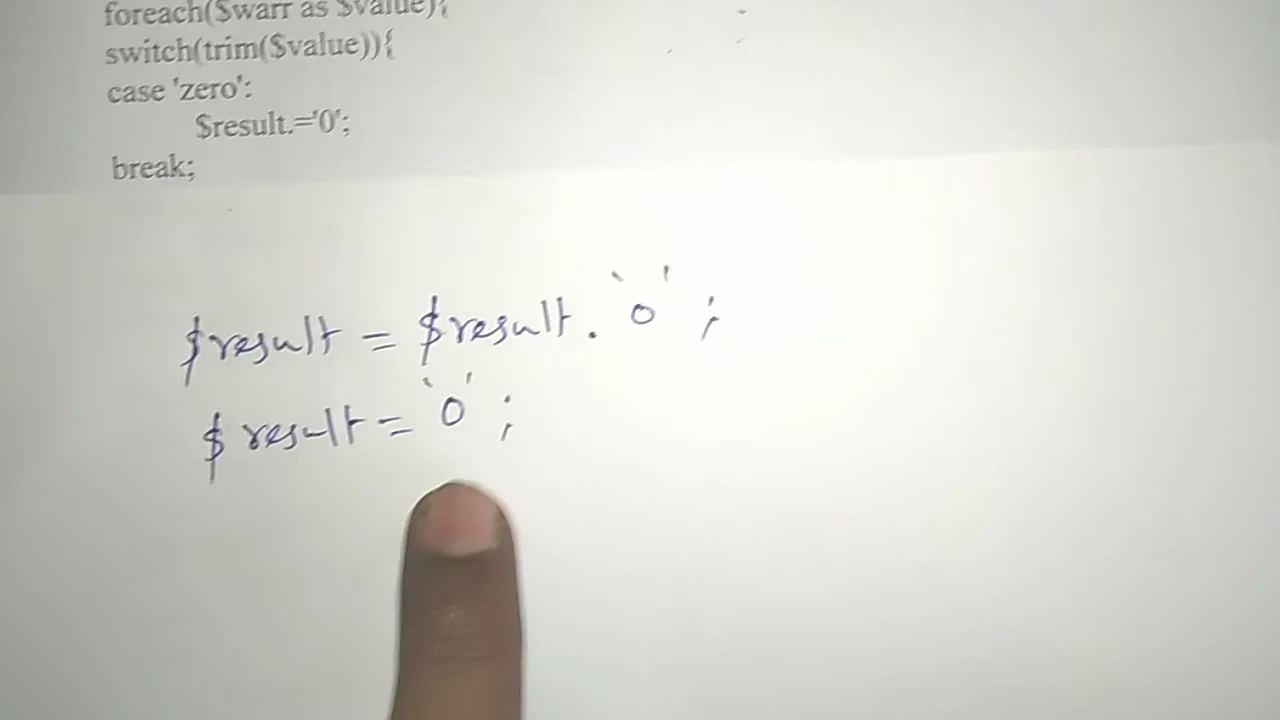 foreach($warr as $value){
switch(trim($value)){
case 'zero':
$result.='0';
break;
$result = $result . '0' ;
$result = '0' ;